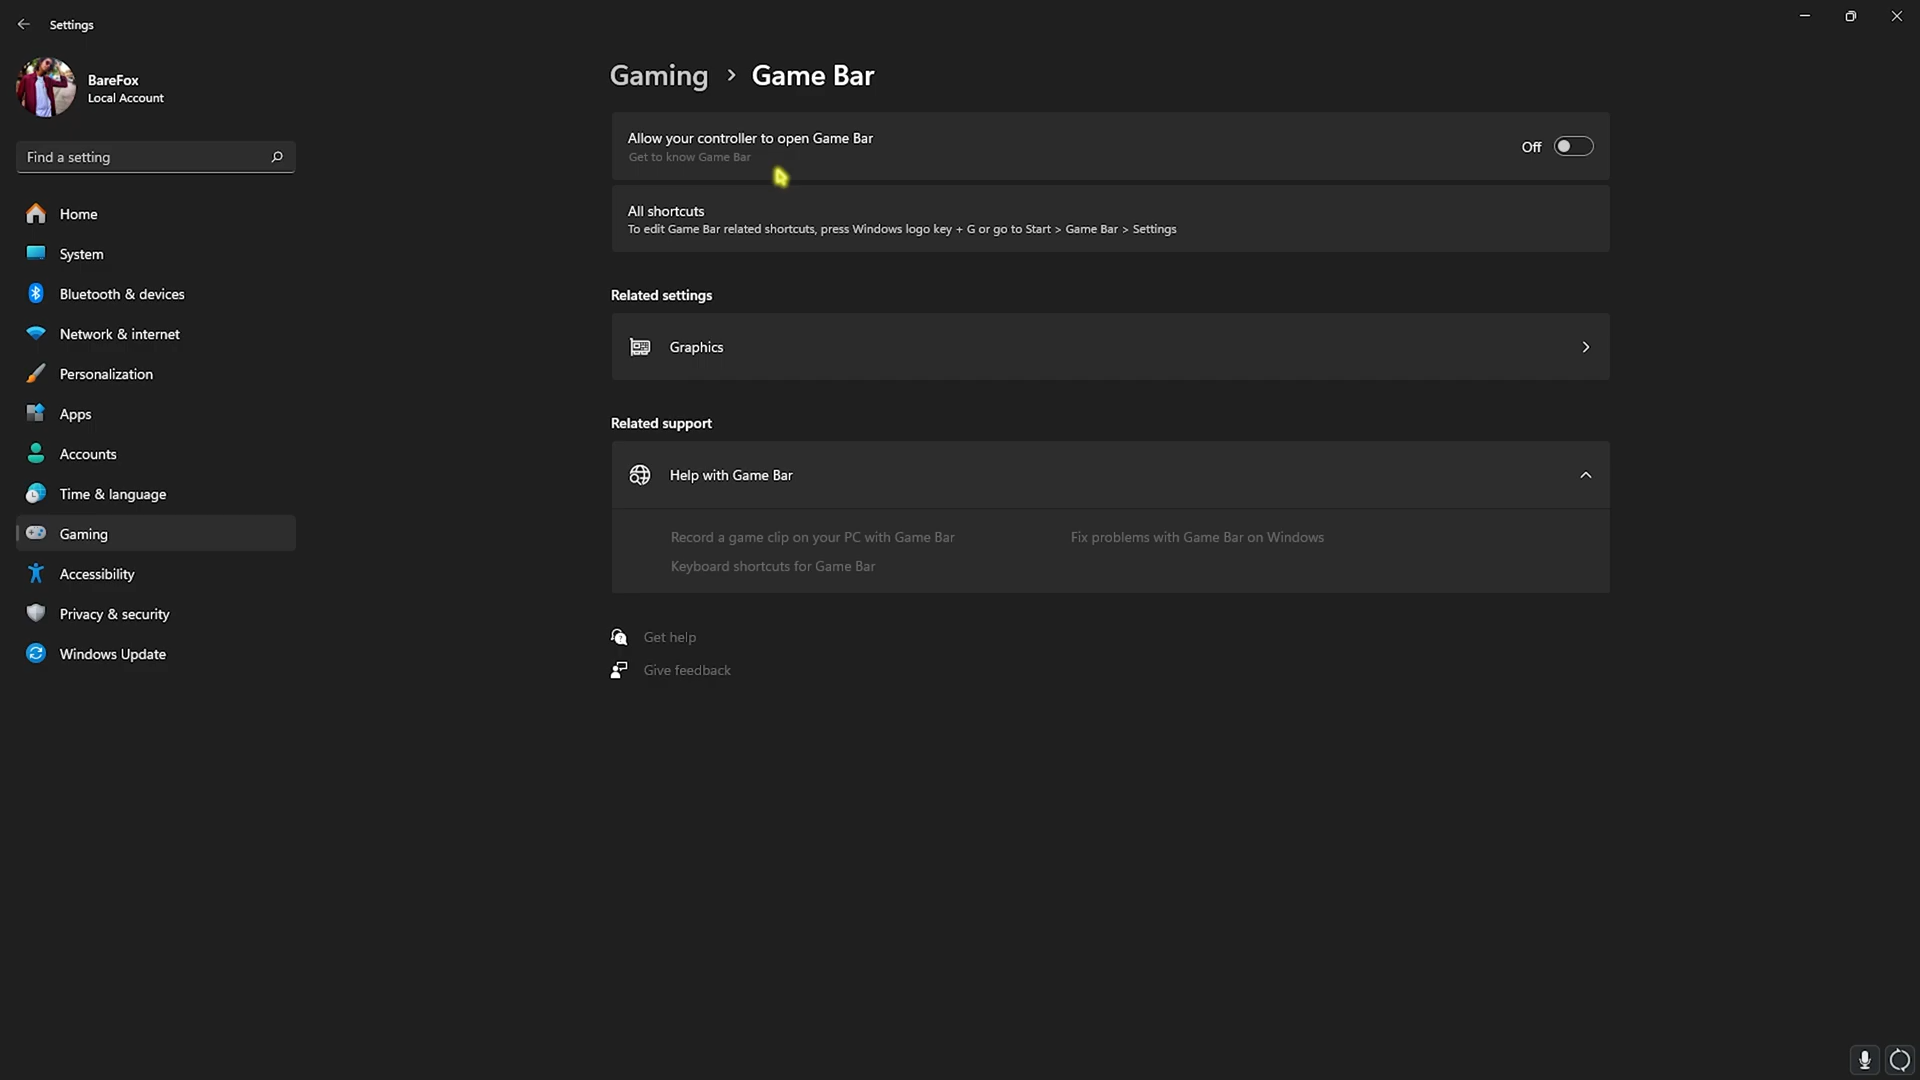 Settings
BareFox
Local Account
Find a setting
Home
System
Bluetooth & devices
Network & internet
Personalization
Apps
Accounts
Time & language
Gaming
Accessibility
Privacy & security
Windows Update
Gaming > Game Bar
Allow your controller to open Game Bar
Get to know Game Bar
Off
All shortcuts
To edit Game Bar related shortcuts, press Windows logo key + G or go to Start > Game Bar > Settings
Related settings
Graphics
Related support
Help with Game Bar
Record a game clip on your PC with Game Bar
Fix problems with Game Bar on Windows
Keyboard shortcuts for Game Bar
Get help
Give feedback